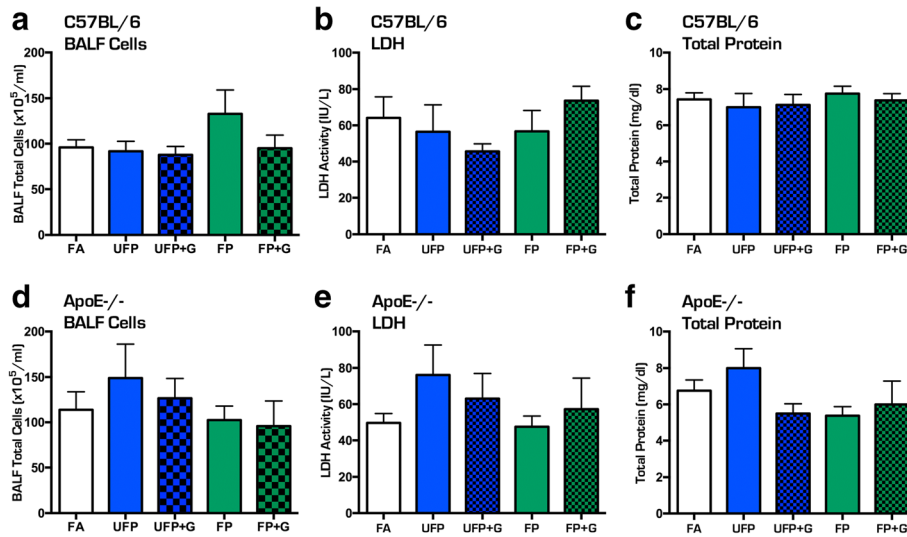 a
C57BL/6
BALF Cells
BALF Total Cells (x10⁵/ml)
200
150
100
50
0
FA UFP UFP+G FP FP+G
b
C57BL/6
LDH
LDH Activity (IU/L)
100
80
60
40
20
0
FA UFP UFP+G FP FP+G
c
C57BL/6
Total Protein
Total Protein (mg/dl)
8
6
4
2
0
FA UFP UFP+G FP FP+G
d
ApoE-/-
BALF Cells
BALF Total Cells (x10⁵/ml)
200
150
100
50
0
FA UFP UFP+G FP FP+G
e
ApoE-/-
LDH
LDH Activity (IU/L)
100
80
60
40
20
0
FA UFP UFP+G FP FP+G
f
ApoE-/-
Total Protein
Total Protein (mg/dl)
10
8
6
4
2
0
FA UFP UFP+G FP FP+G